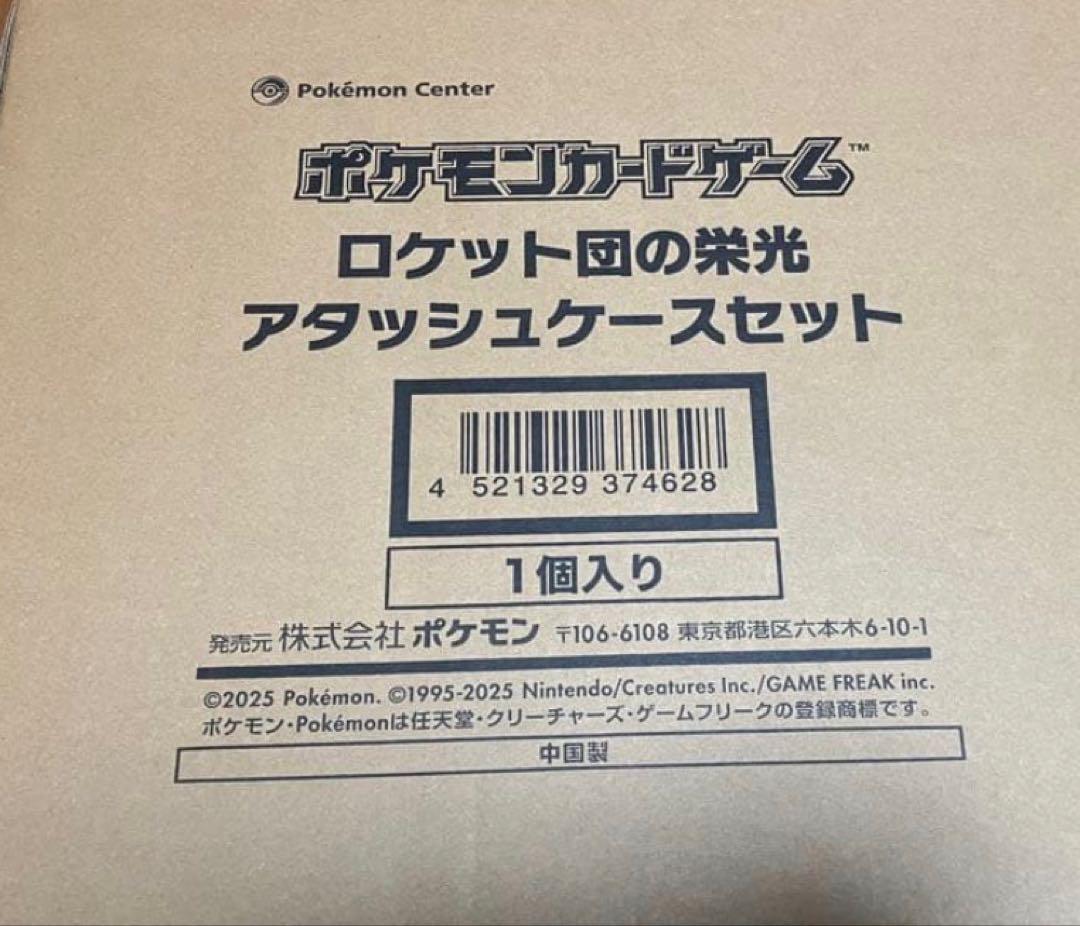 Pokémon Center
ポケモンカードゲーム™
ロケット団の栄光
アタッシュケースセット
4 521329 374628
1個入り
発売元 株式会社 ポケモン 〒106-6108 東京都港区六本木6-10-1
©2025 Pokémon. ©1995-2025 Nintendo/Creatures Inc./GAME FREAK inc.
ポケモン・Pokémonは任天堂・クリーチャーズ・ゲームフリークの登録商標です。
中国製